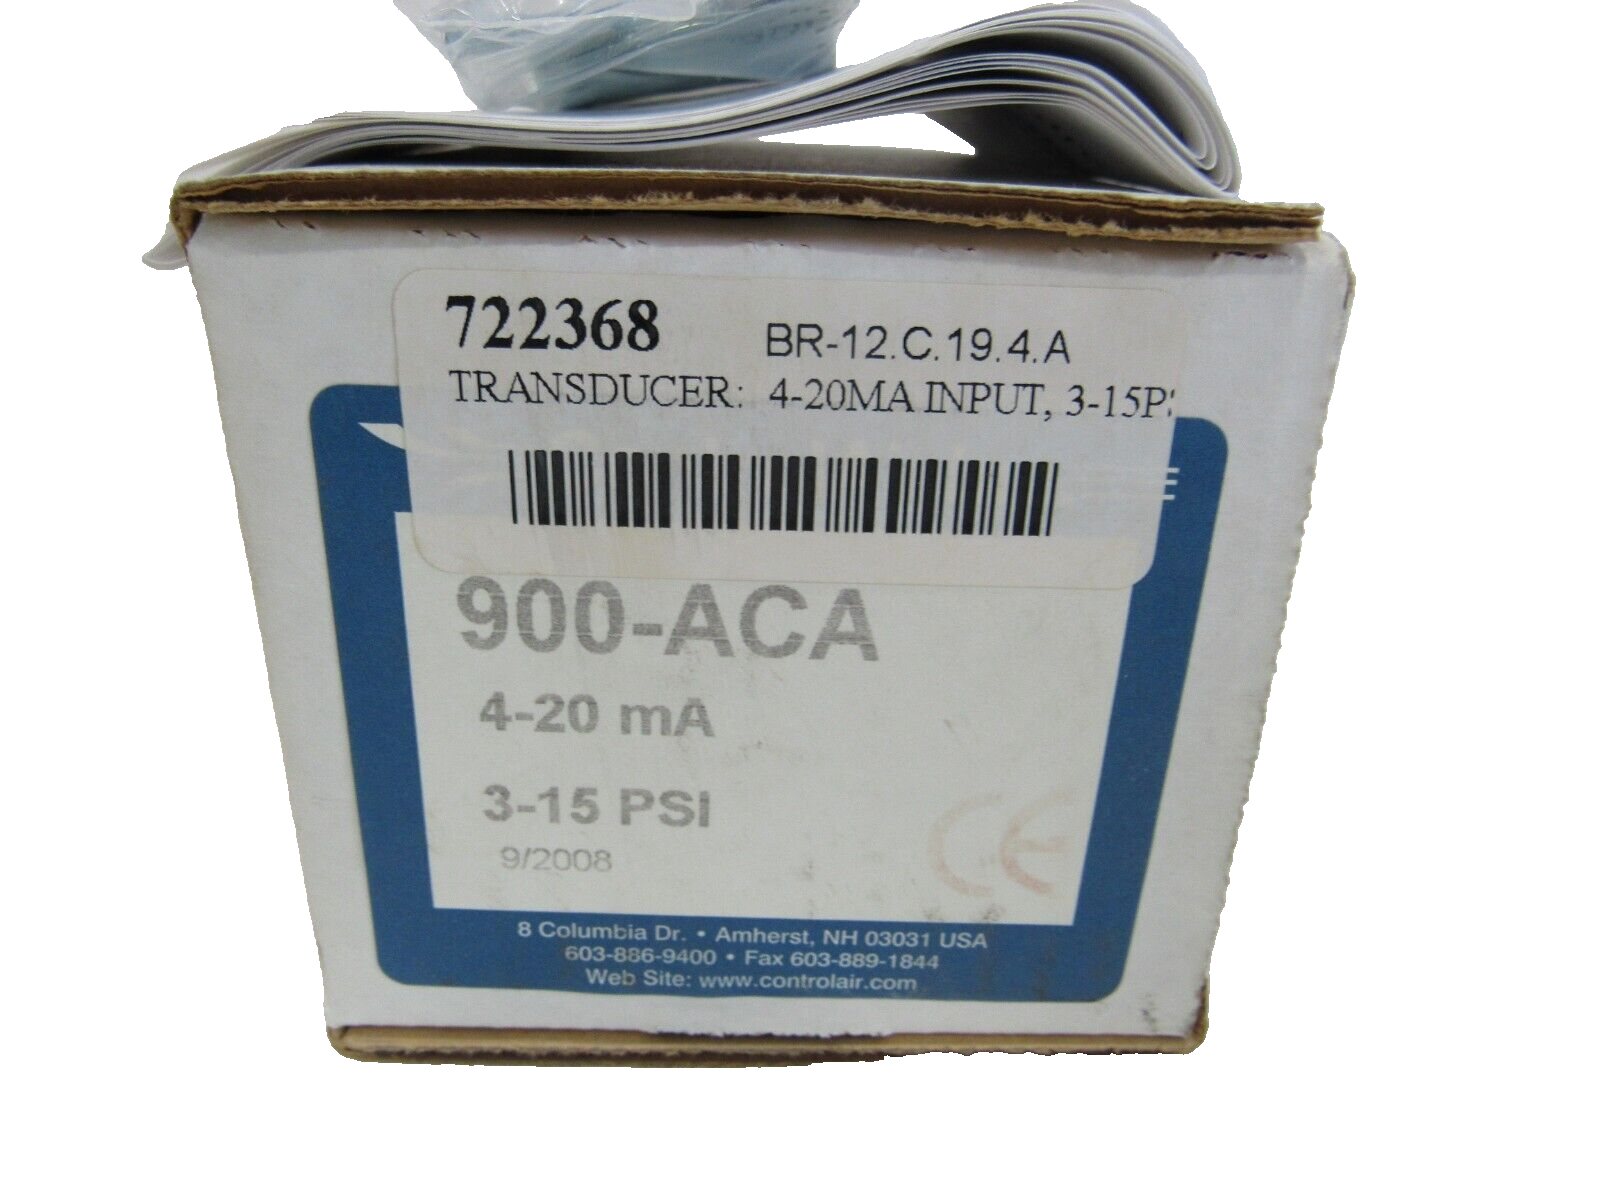 722368 BR-12.C.19.4.A
TRANSDUCER: 4-20MA INPUT, 3-15P
900-ACA
4-20 mA
3-15 PSI
9/2008
CE
8 Columbia Dr. • Amherst, NH 03031 USA
603-886-9400 • Fax 603-889-1844
Web Site: www.controlair.com